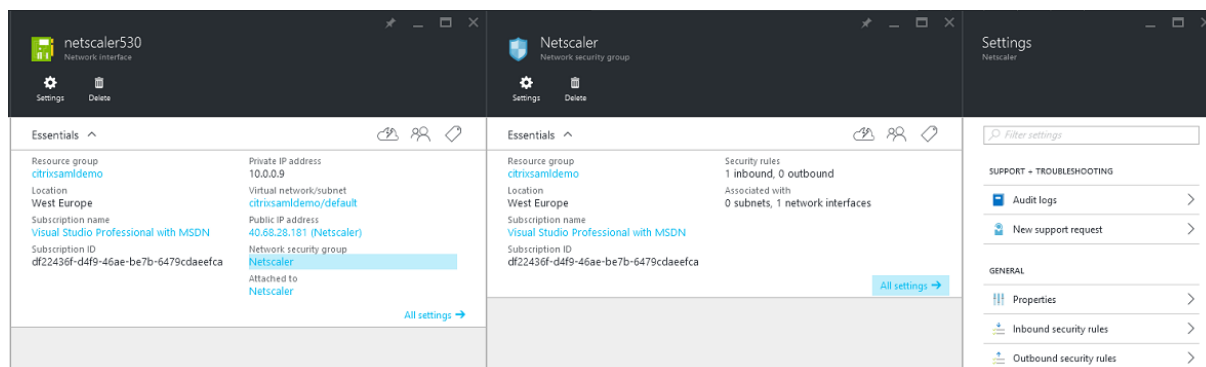 netscaler530
Network interface
Settings
Delete
Essentials
Resource group
citrixsamldemo
Location
West Europe
Subscription name
Visual Studio Professional with MSDN
Subscription ID
df22436f-d4f9-46ae-be7b-6479cdaeefca
Private IP address
10.0.0.9
Virtual network/subnet
citrixsamldemo/default
Public IP address
40.68.28.181 (Netscaler)
Network security group
Netscaler
Attached to
Netscaler
All settings →
Netscaler
Network security group
Settings
Delete
Essentials
Resource group
citrixsamldemo
Location
West Europe
Subscription name
Visual Studio Professional with MSDN
Subscription ID
df22436f-d4f9-46ae-be7b-6479cdaeefca
Security rules
1 inbound, 0 outbound
Associated with
0 subnets, 1 network interfaces
All settings →
Settings
Netscaler
Filter settings
SUPPORT + TROUBLESHOOTING
Audit logs
New support request
GENERAL
Properties
Inbound security rules
Outbound security rules